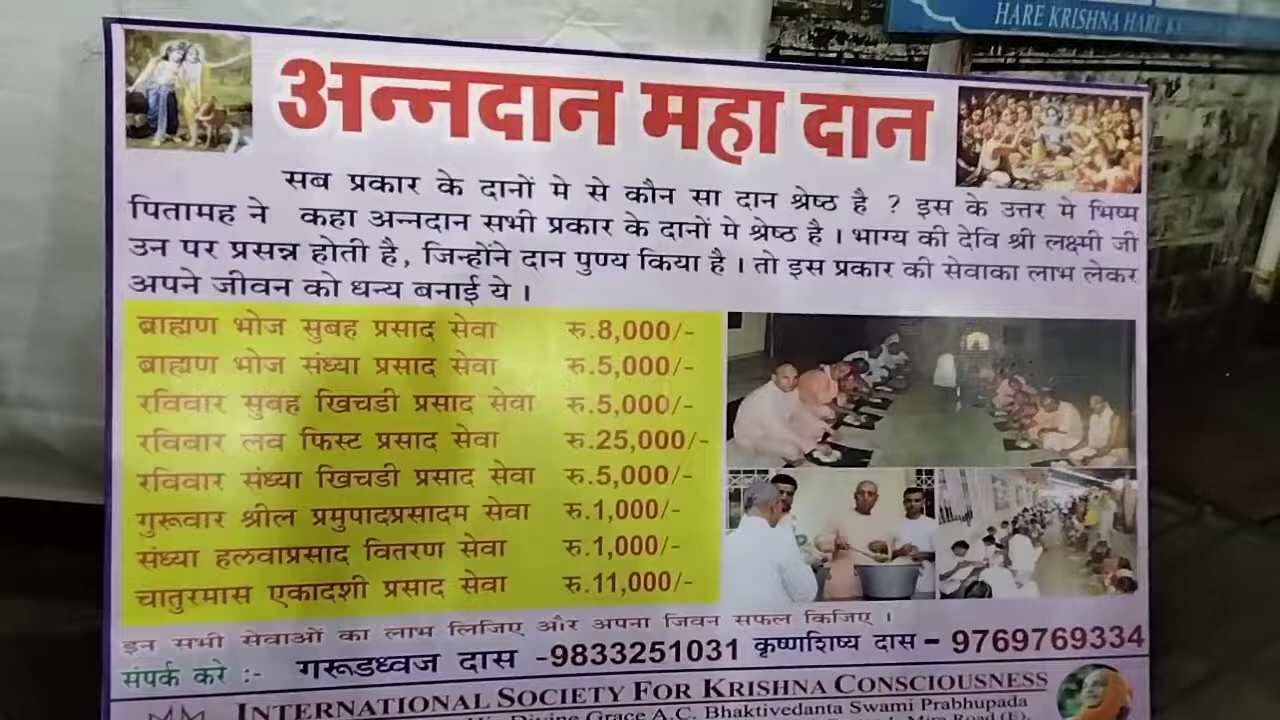 HARE KRISHNA HARE
अन्नदान महा दान
सब प्रकार के दानों मे से कौन सा दान श्रेष्ठ है ? इस के उत्तर मे भिष्म
पितामह ने कहा अन्नदान सभी प्रकार के दानों मे श्रेष्ठ है । भाग्य की देवि श्री लक्ष्मी जी
उन पर प्रसन्न होती है, जिन्होंने दान पुण्य किया है । तो इस प्रकार की सेवाका लाभ लेकर
अपने जीवन को धन्य बनाई ये ।
ब्राह्मण भोज सुबह प्रसाद सेवा रु.8,000/-
ब्राह्मण भोज संध्या प्रसाद सेवा रु.5,000/-
रविवार सुबह खिचडी प्रसाद सेवा रु.5,000/-
रविवार लव फिस्ट प्रसाद सेवा रु.25,000/-
रविवार संध्या खिचडी प्रसाद सेवा रु.5,000/-
गुरूवार श्रील प्रमुपादप्रसादम सेवा रु.1,000/-
संध्या हलवाप्रसाद वितरण सेवा रु.1,000/-
चातुरमास एकादशी प्रसाद सेवा रु.11,000/-
इन सभी सेवाओं का लाभ लिजिए और अपना जिवन सफल किजिए ।
संपर्क करे :- गरूडध्वज दास -9833251031 कृष्णशिष्य दास - 9769769334
INTERNATIONAL SOCIETY FOR KRISHNA CONSCIOUSNESS
Divine Grace A.C. Bhaktivedanta Swami Prabhupada
Mira Road (E),